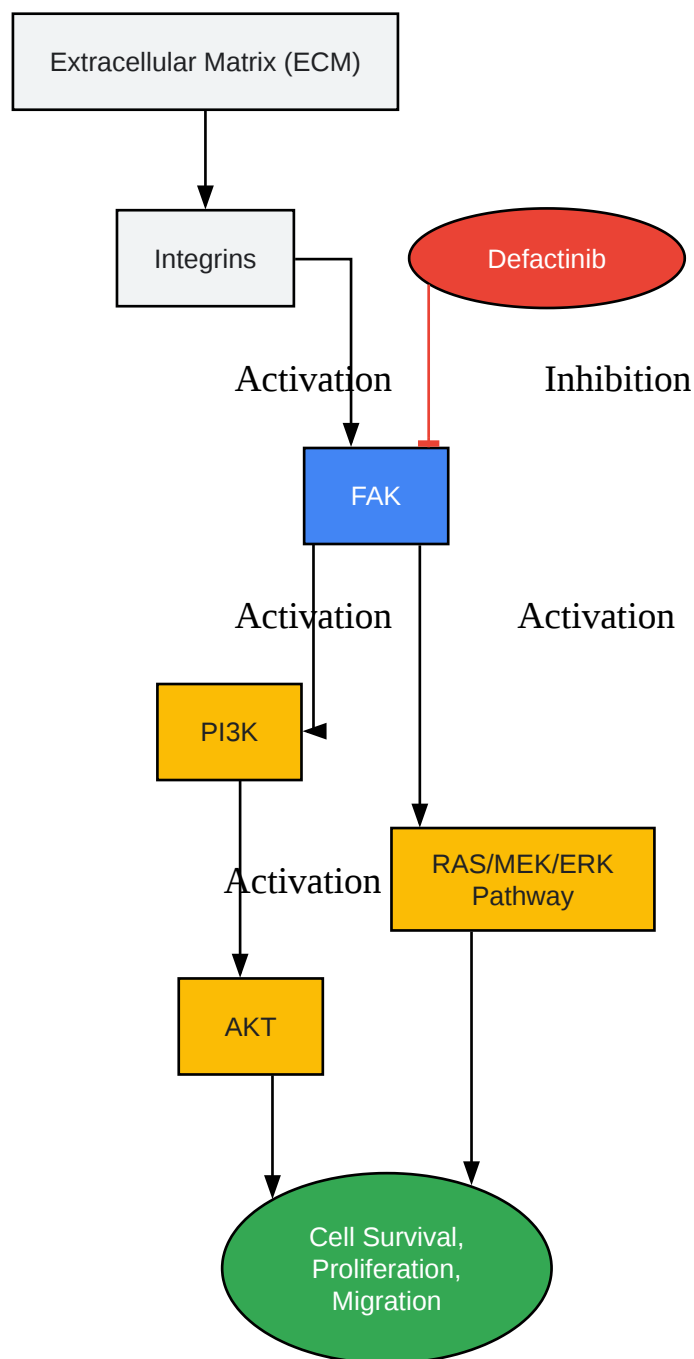 Extracellular Matrix (ECM)
Integrins
Defactinib
Activation
Inhibition
FAK
Activation
Activation
PI3K
RAS/MEK/ERK
Pathway
Activation
AKT
Cell Survival,
Proliferation,
Migration